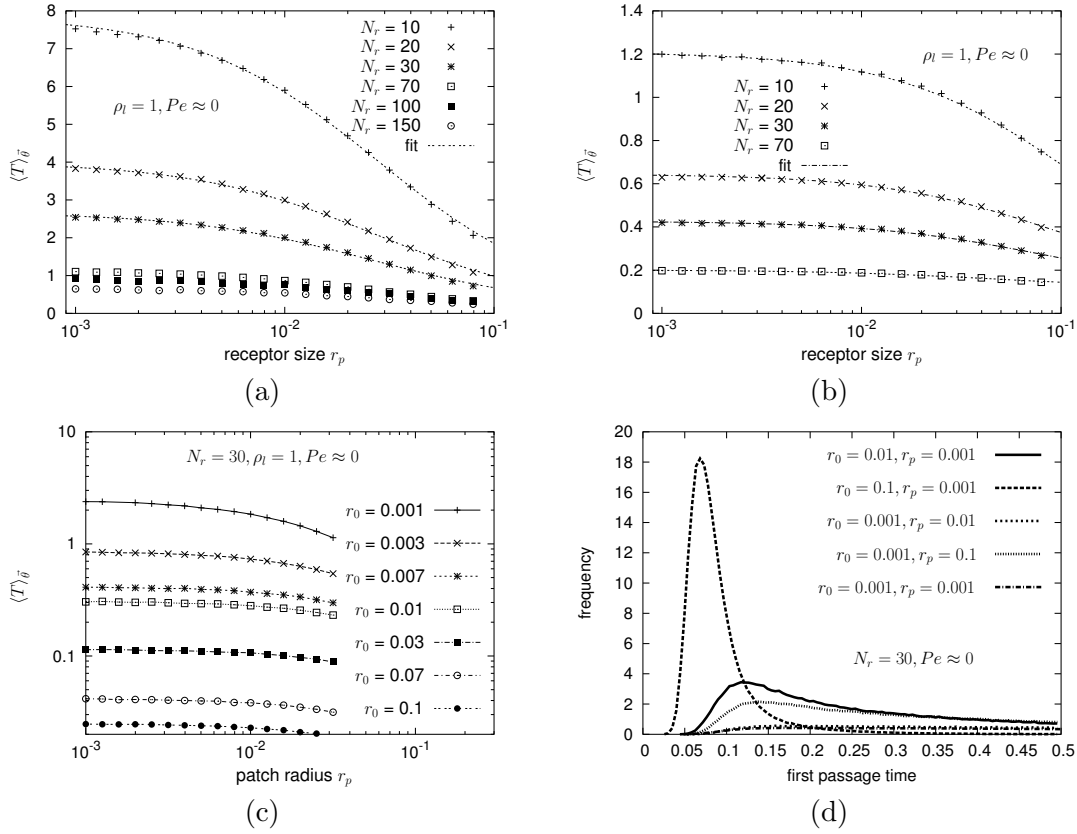 8
7
6
5
4
3
2
1
0
⟨T⟩_θ⃗
10⁻³
10⁻²
10⁻¹
receptor size r_p
ρ_l = 1, Pe ≈ 0
N_r = 10
N_r = 20
N_r = 30
N_r = 70
N_r = 100
N_r = 150
fit
(a)
1.4
1.2
1
0.8
0.6
0.4
0.2
0
⟨T⟩_θ⃗
10⁻³
10⁻²
10⁻¹
receptor size r_p
ρ_l = 1, Pe ≈ 0
N_r = 10
N_r = 20
N_r = 30
N_r = 70
fit
(b)
10
1
0.1
⟨T⟩_θ⃗
10⁻³
10⁻²
10⁻¹
patch radius r_p
N_r = 30, ρ_l = 1, Pe ≈ 0
r_0 = 0.001
r_0 = 0.003
r_0 = 0.007
r_0 = 0.01
r_0 = 0.03
r_0 = 0.07
r_0 = 0.1
(c)
20
18
16
14
12
10
8
6
4
2
0
frequency
0 0.05 0.1 0.15 0.2 0.25 0.3 0.35 0.4 0.45 0.5
first passage time
r_0 = 0.01, r_p = 0.001
r_0 = 0.1, r_p = 0.001
r_0 = 0.001, r_p = 0.01
r_0 = 0.001, r_p = 0.1
r_0 = 0.001, r_p = 0.001
N_r = 30, Pe ≈ 0
(d)